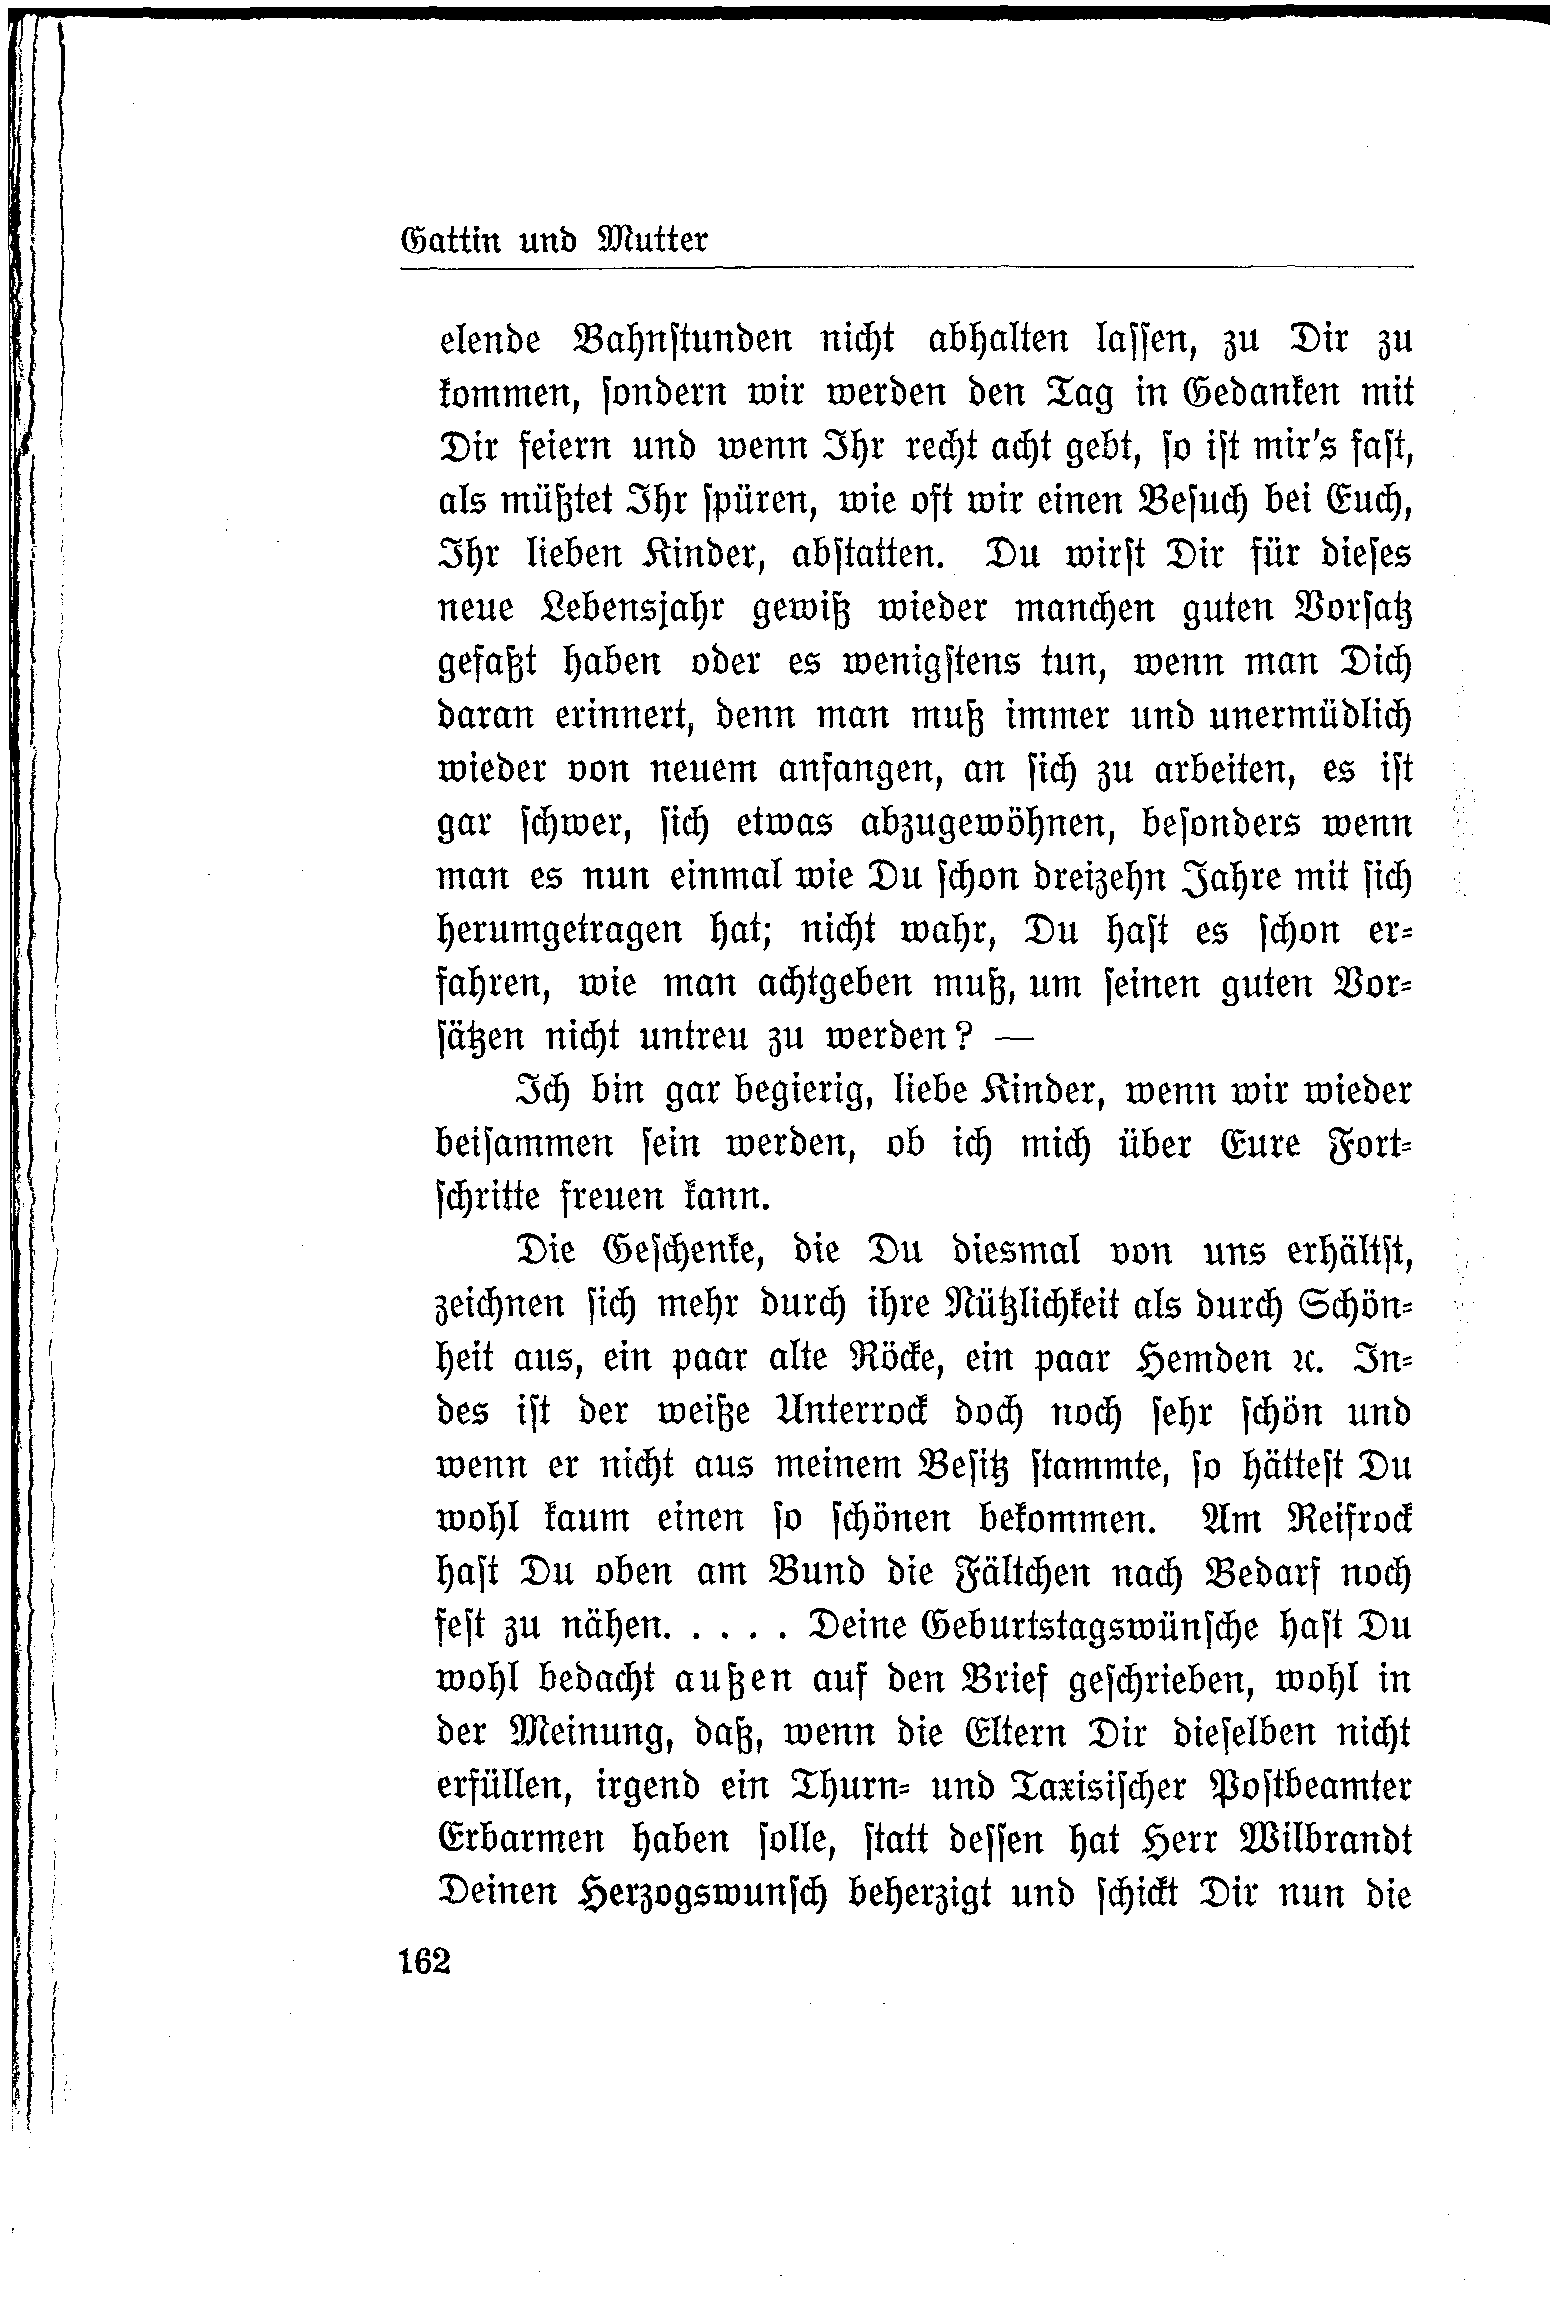 Gattin und Mutter
elende Bahnstunden nicht abhalten lassen, zu Dir zu
kommen, sondern wir werden den Tag in Gedanken mit
Dir feiern und wenn Ihr recht acht gebt, so ist mir's fast,
als müßtet Ihr spüren, wie oft wir einen Besuch bei Euch,
Ihr lieben Kinder, abstatten. Du wirst Dir für dieses
neue Lebensjahr gewiß wieder manchen guten Vorsatz
gefaßt haben oder es wenigstens tun, wenn man Dich
daran erinnert, denn man muß immer und unermüdlich
wieder von neuem anfangen, an sich zu arbeiten, es ist
gar schwer, sich etwas abzugewöhnen, besonders wenn
man es nun einmal wie Du schon dreizehn Jahre mit sich
herumgetragen hat; nicht wahr, Du hast es schon er-
fahren, wie man achtgeben muß, um seinen guten Vor-
sätzen nicht untreu zu werden? —
Ich bin gar begierig, liebe Kinder, wenn wir wieder
beisammen sein werden, ob ich mich über Eure Fort-
schritte freuen kann.
Die Geschenke, die Du diesmal von uns erhältst,
zeichnen sich mehr durch ihre Nützlichkeit als durch Schön-
heit aus, ein paar alte Röcke, ein paar Hemden ꝛc. In-
des ist der weiße Unterrock doch noch sehr schön und
wenn er nicht aus meinem Besitz stammte, so hättest Du
wohl kaum einen so schönen bekommen. Am Reifrock
hast Du oben am Bund die Fältchen nach Bedarf noch
fest zu nähen. . . . . Deine Geburtstagswünsche hast Du
wohl bedacht außen auf den Brief geschrieben, wohl in
der Meinung, daß, wenn die Eltern Dir dieselben nicht
erfüllen, irgend ein Thurn- und Taxisischer Postbeamter
Erbarmen haben solle, statt dessen hat Herr Wilbrandt
Deinen Herzogswunsch beherzigt und schickt Dir nun die
162